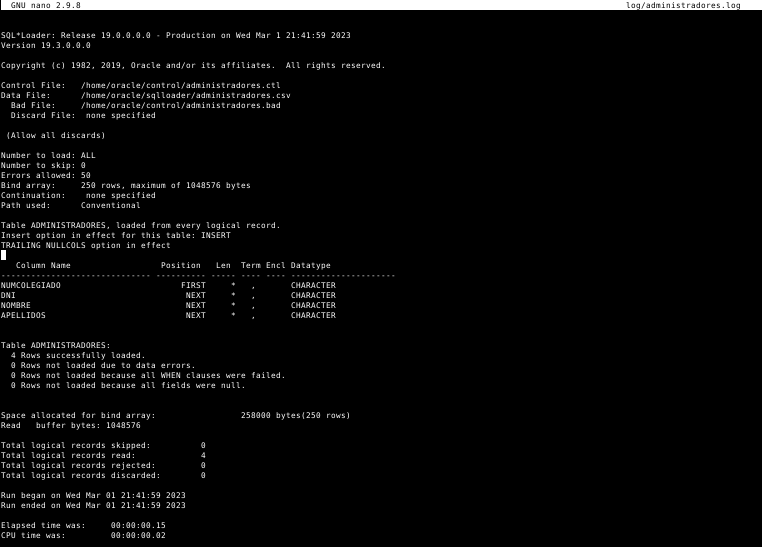 GNU nano 2.9.8 log/administradores.log
SQL*Loader: Release 19.0.0.0.0 - Production on Wed Mar 1 21:41:59 2023
Version 19.3.0.0.0
Copyright (c) 1982, 2019, Oracle and/or its affiliates.  All rights reserved.
Control File:   /home/oracle/control/administradores.ctl
Data File:      /home/oracle/sqlloader/administradores.csv
  Bad File:     /home/oracle/control/administradores.bad
  Discard File:  none specified
 (Allow all discards)
Number to load: ALL
Number to skip: 0
Errors allowed: 50
Bind array:     250 rows, maximum of 1048576 bytes
Continuation:    none specified
Path used:      Conventional
Table ADMINISTRADORES, loaded from every logical record.
Insert option in effect for this table: INSERT
TRAILING NULLCOLS option in effect
   Column Name                  Position   Len  Term Encl Datatype
------------------------------ ---------- ----- ---- ---- ---------------------
NUMCOLEGIADO                        FIRST     *   ,       CHARACTER
DNI                                  NEXT     *   ,       CHARACTER
NOMBRE                               NEXT     *   ,       CHARACTER
APELLIDOS                            NEXT     *   ,       CHARACTER
Table ADMINISTRADORES:
  4 Rows successfully loaded.
  0 Rows not loaded due to data errors.
  0 Rows not loaded because all WHEN clauses were failed.
  0 Rows not loaded because all fields were null.
Space allocated for bind array:                 258000 bytes(250 rows)
Read   buffer bytes: 1048576
Total logical records skipped:          0
Total logical records read:             4
Total logical records rejected:         0
Total logical records discarded:        0
Run began on Wed Mar 01 21:41:59 2023
Run ended on Wed Mar 01 21:41:59 2023
Elapsed time was:     00:00:00.15
CPU time was:         00:00:00.02